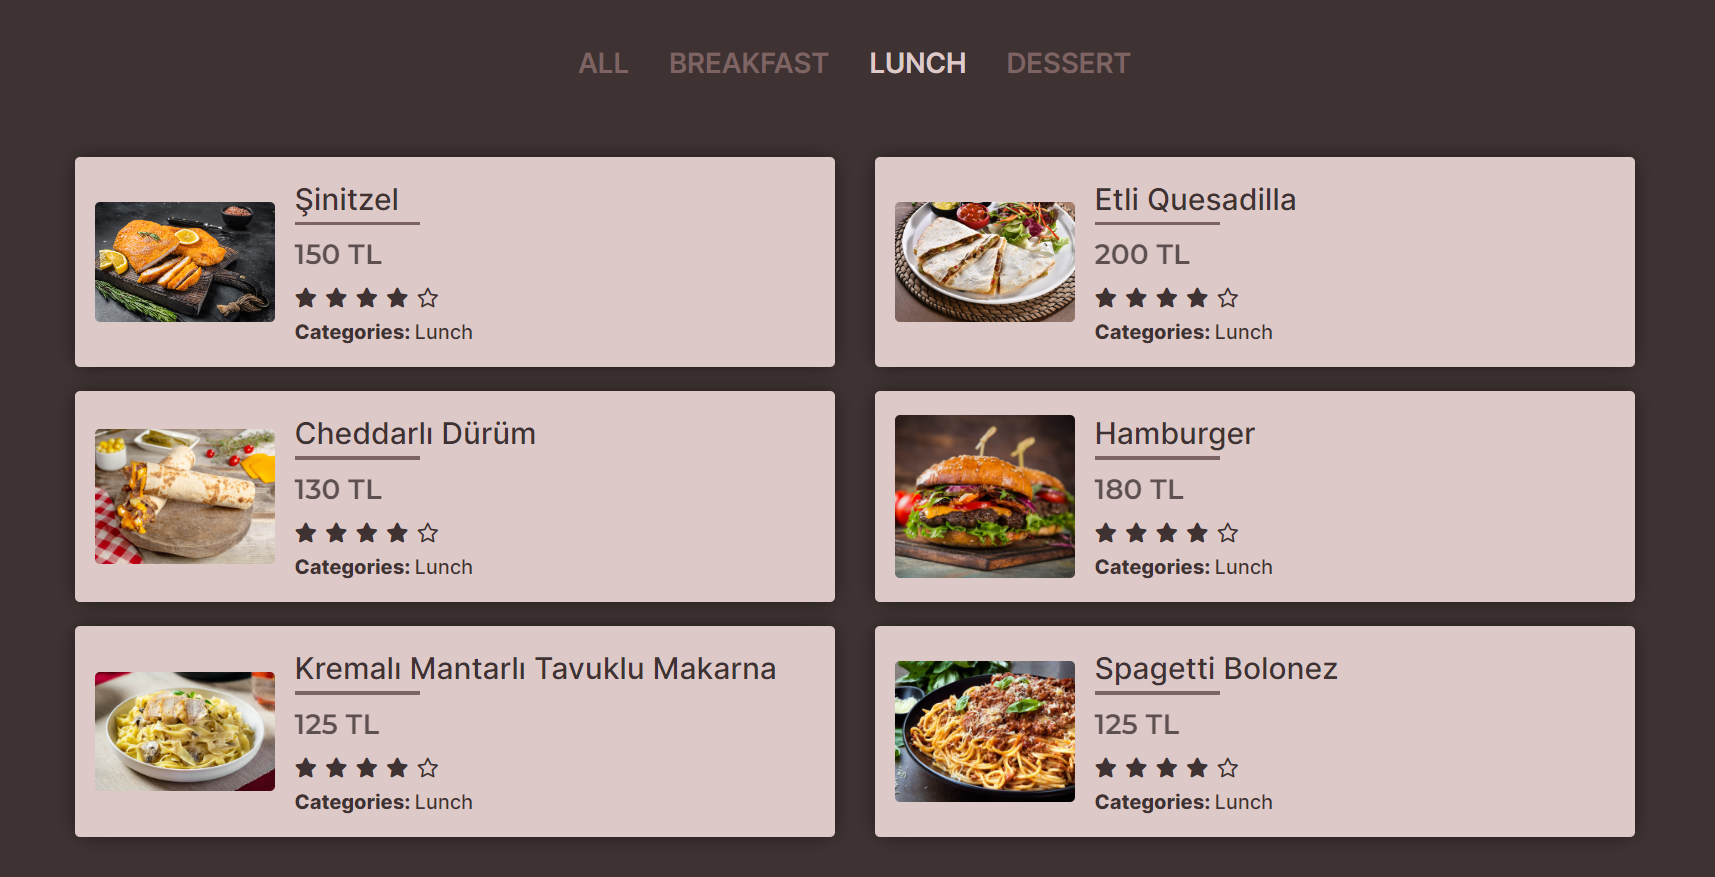 ALL BREAKFAST LUNCH DESSERT
Şinitzel
150 TL
Categories: Lunch
Etli Quesadilla
200 TL
Categories: Lunch
Cheddarlı Dürüm
130 TL
Categories: Lunch
Hamburger
180 TL
Categories: Lunch
Kremalı Mantarlı Tavuklu Makarna
125 TL
Categories: Lunch
Spagetti Bolonez
125 TL
Categories: Lunch